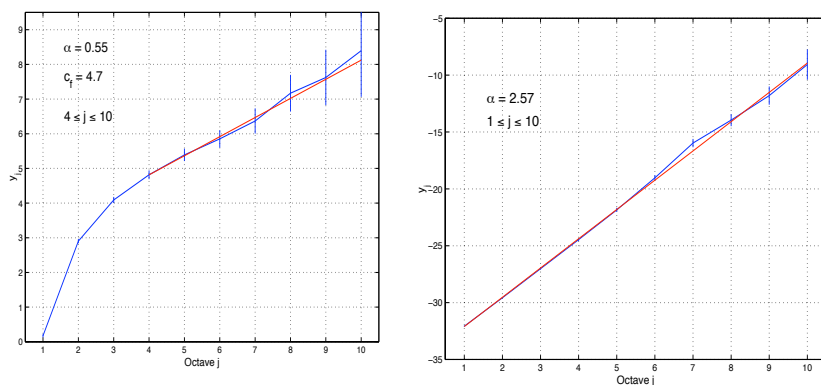 9
8
7
6
5
4
3
2
1
0
y_j
α = 0.55
c_f = 4.7
4 ≤ j ≤ 10
1 2 3 4 5 6 7 8 9 10
Octave j
−5
−10
−15
−20
−25
−30
−35
y_j
α = 2.57
1 ≤ j ≤ 10
1 2 3 4 5 6 7 8 9 10
Octave j